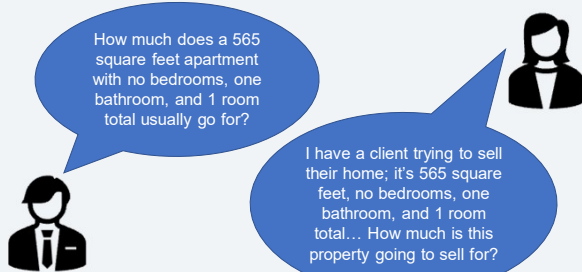 How much does a 565
square feet apartment
with no bedrooms, one
bathroom, and 1 room
total usually go for?
I have a client trying to sell
their home; it's 565 square
feet, no bedrooms, one
bathroom, and 1 room
total… How much is this
property going to sell for?